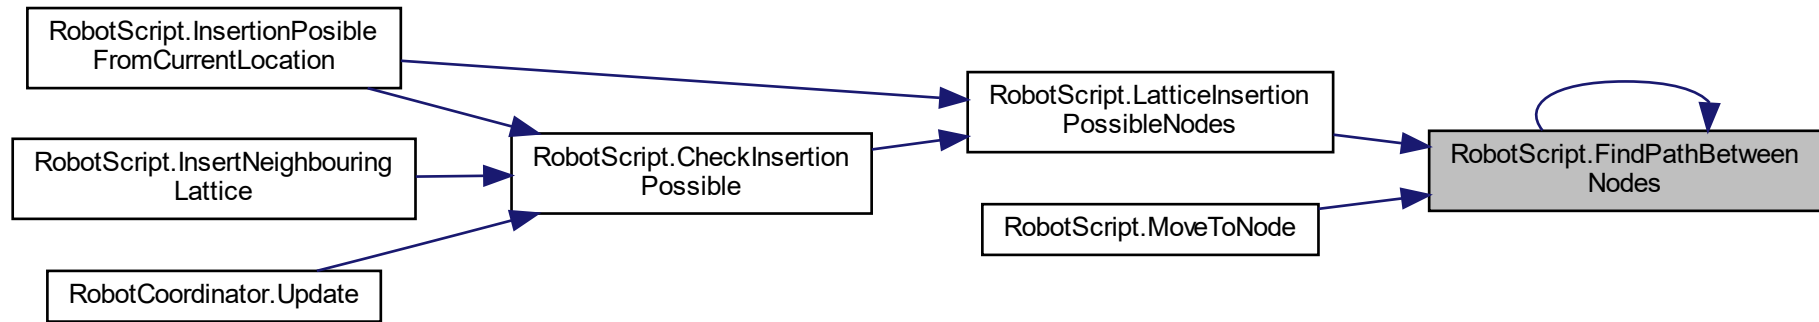 RobotScript.InsertionPosible
FromCurrentLocation
RobotScript.InsertNeighbouring
Lattice
RobotCoordinator.Update
RobotScript.CheckInsertion
Possible
RobotScript.LatticeInsertion
PossibleNodes
RobotScript.MoveToNode
RobotScript.FindPathBetween
Nodes